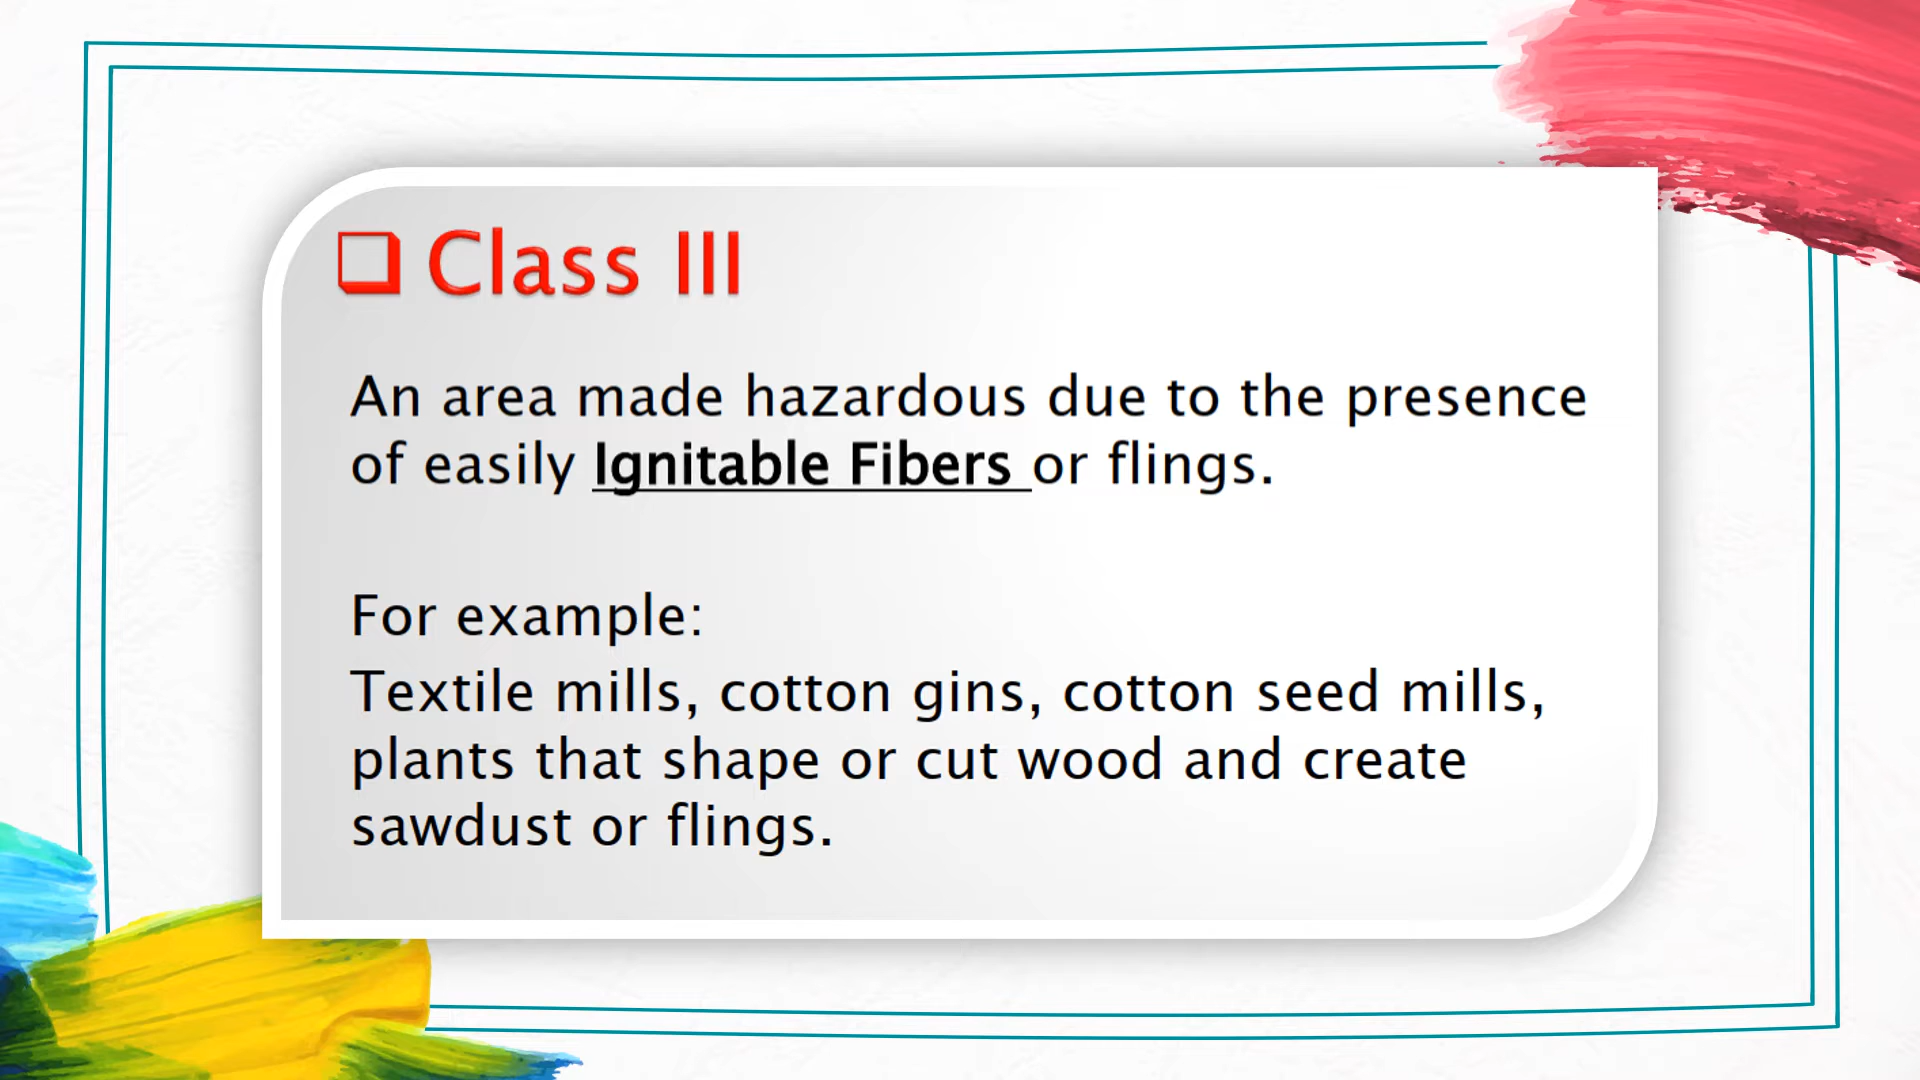 Class III
An area made hazardous due to the presence
of easily Ignitable Fibers or flings.
For example:
Textile mills, cotton gins, cotton seed mills,
plants that shape or cut wood and create
sawdust or flings.